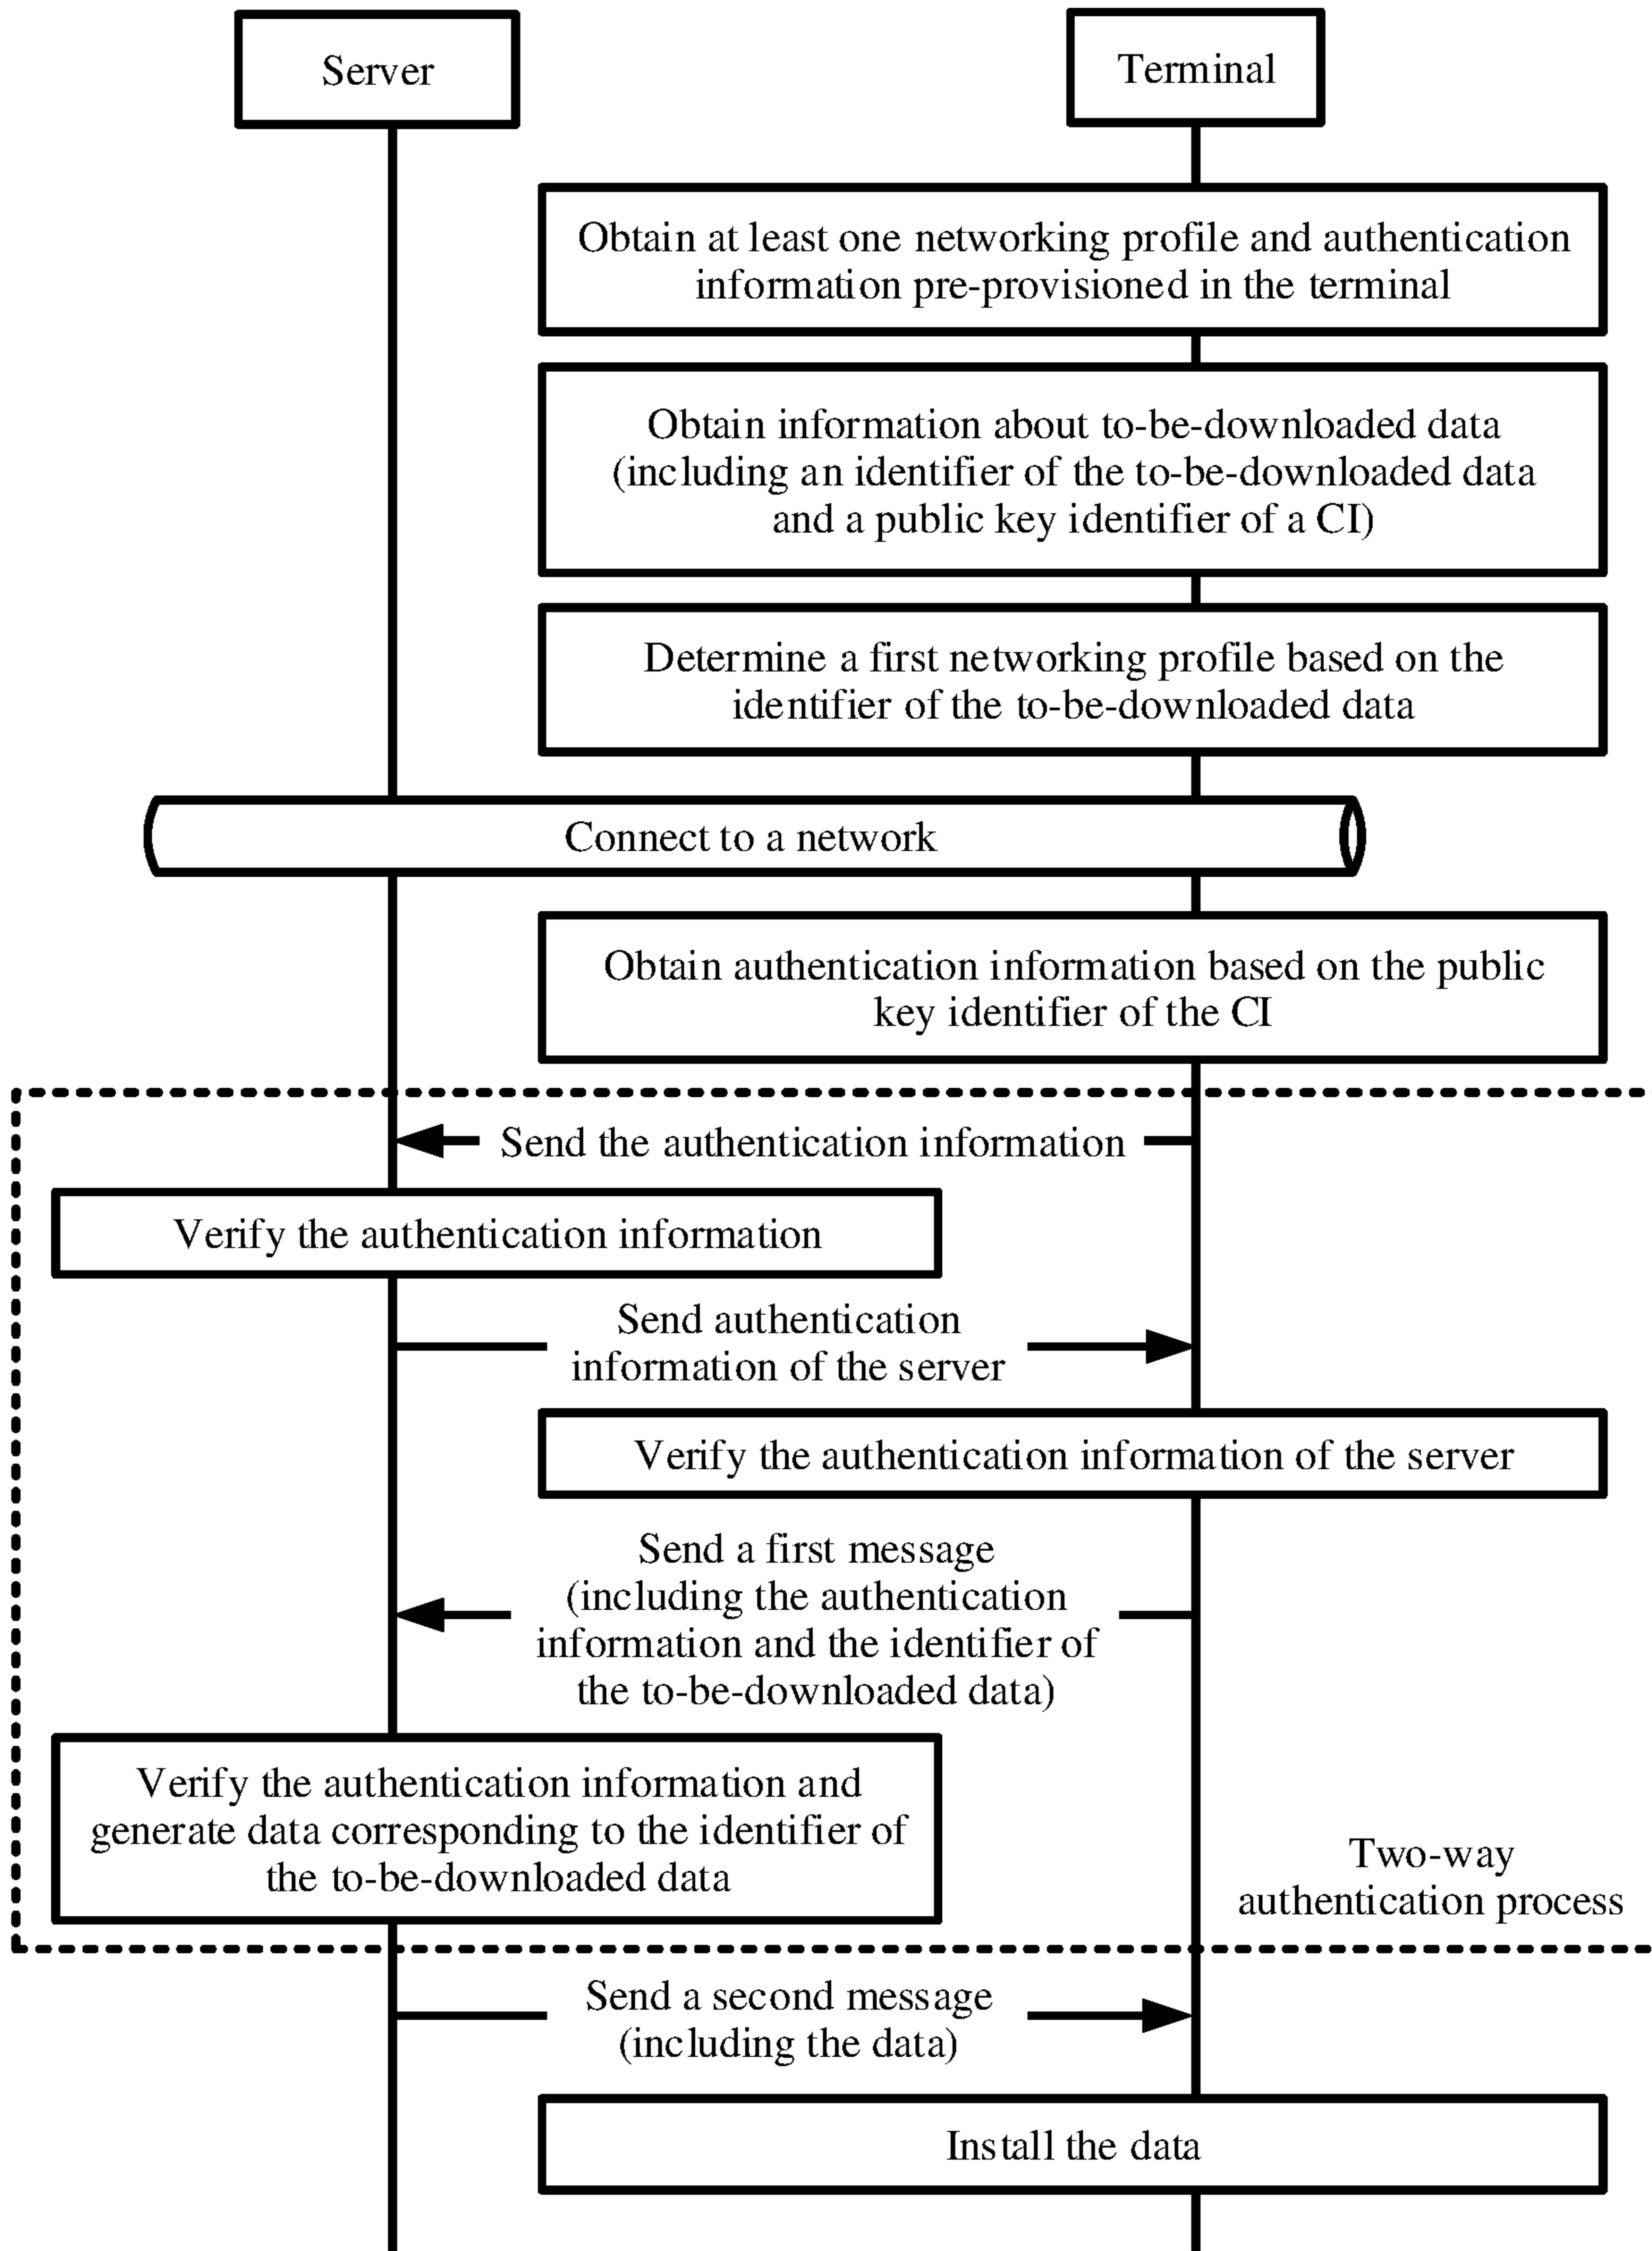 Server
Terminal
Obtain at least one networking profile and authentication
information pre-provisioned in the terminal
Obtain information about to-be-downloaded data
(including an identifier of the to-be-downloaded data
and a public key identifier of a CI)
Determine a first networking profile based on the
identifier of the to-be-downloaded data
Connect to a network
Obtain authentication information based on the public
key identifier of the CI
Send the authentication information
Verify the authentication information
Send authentication
information of the server
Verify the authentication information of the server
Send a first message
(including the authentication
information and the identifier of
the to-be-downloaded data)
Verify the authentication information and
generate data corresponding to the identifier of
the to-be-downloaded data
Two-way
authentication process
Send a second message
(including the data)
Install the data